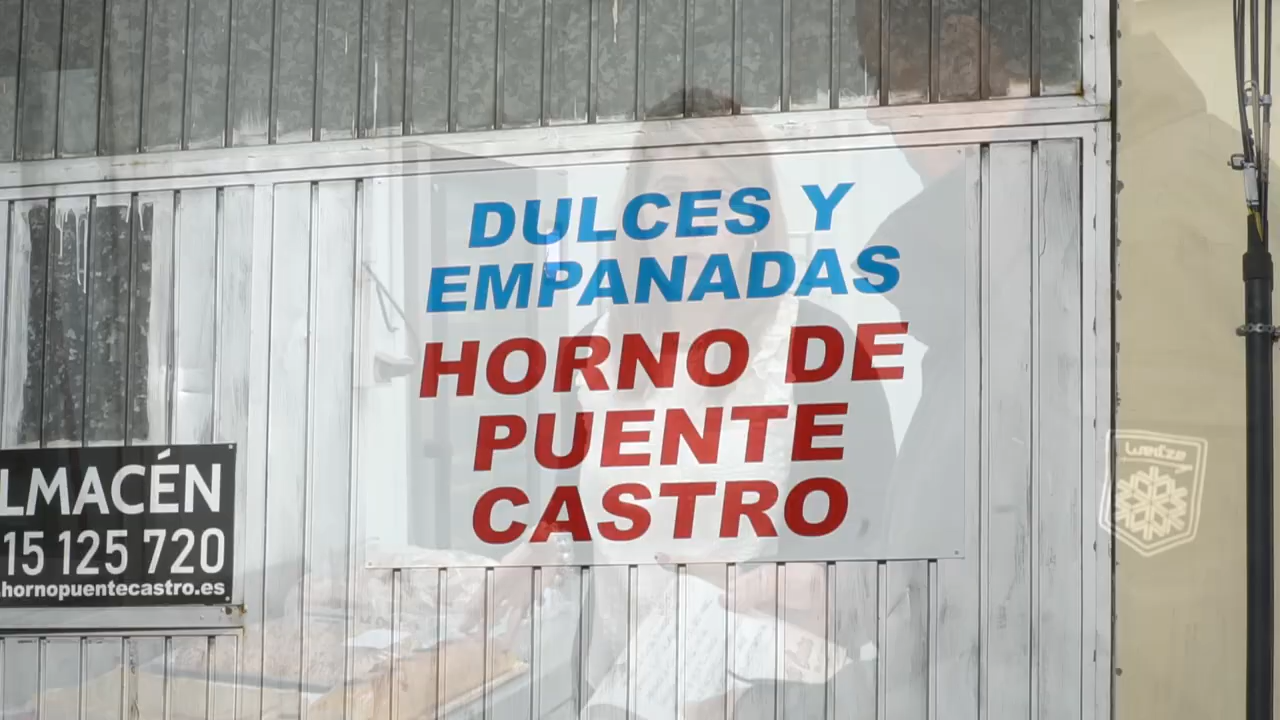 DULCES Y
EMPANADAS
HORNO DE
PUENTE
CASTRO
LMACÉN
15 125 720
hornopuentecastro.es